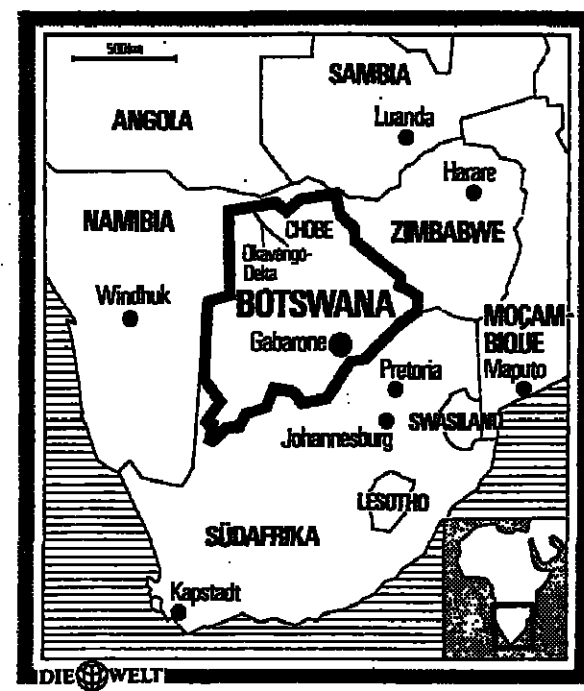 500km
SAMBIA
ANGOLA
Luanda
Harare
NAMIBIA
CHOBE
ZIMBABWE
Okavango-
Deka
Windhuk
BOTSWANA
MOÇAM-
BIQUE
Gabarone
Pretoria
Maputo
Johannesburg
SWASILAND
LESOTHO
SÜDAFRIKA
Kapstadt
DIE WELT